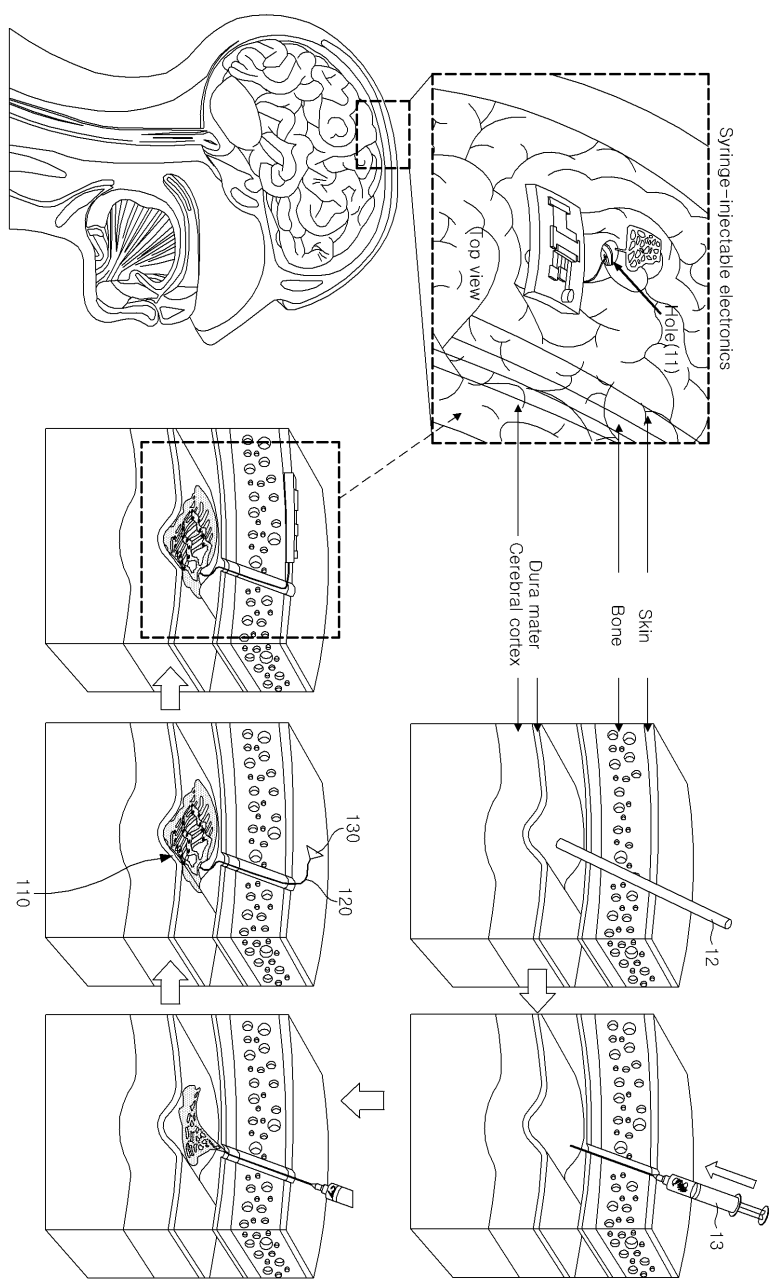 Syringe-injectable electronics
Hole(11)
Top view
Skin
Bone
Dura mater
Cerebral cortex
12
13
130
120
110